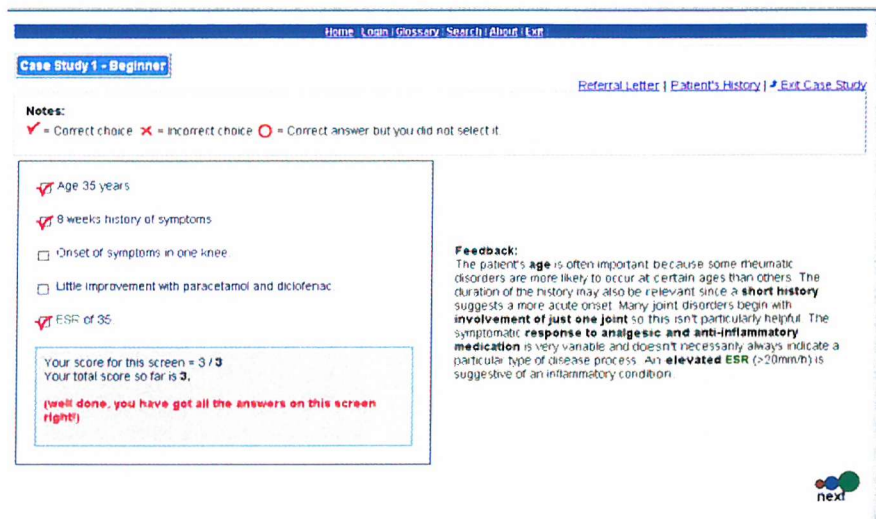 Home | Login | Glossary | Search | About | Exit
Case Study 1 - Beginner
Referral Letter | Patient's History | Exit Case Study
Notes:
= Correct choice = Incorrect choice = Correct answer but you did not select it
Age 35 years
8 weeks history of symptoms
Onset of symptoms in one knee
Little improvement with paracetamol and diclofenac
ESR of 35
Your score for this screen = 3 / 3
Your total score so far is 3.
(well done, you have got all the answers on this screen
right!)
Feedback:
The patient's age is often important because some rheumatic
disorders are more likely to occur at certain ages than others. The
duration of the history may also be relevant since a short history
suggests a more acute onset. Many joint disorders begin with
involvement of just one joint so this isn't particularly helpful. The
symptomatic response to analgesic and anti-inflammatory
medication is very variable and doesn't necessarily always indicate a
particular type of disease process. An elevated ESR (>20mm/h) is
suggestive of an inflammatory condition.
next